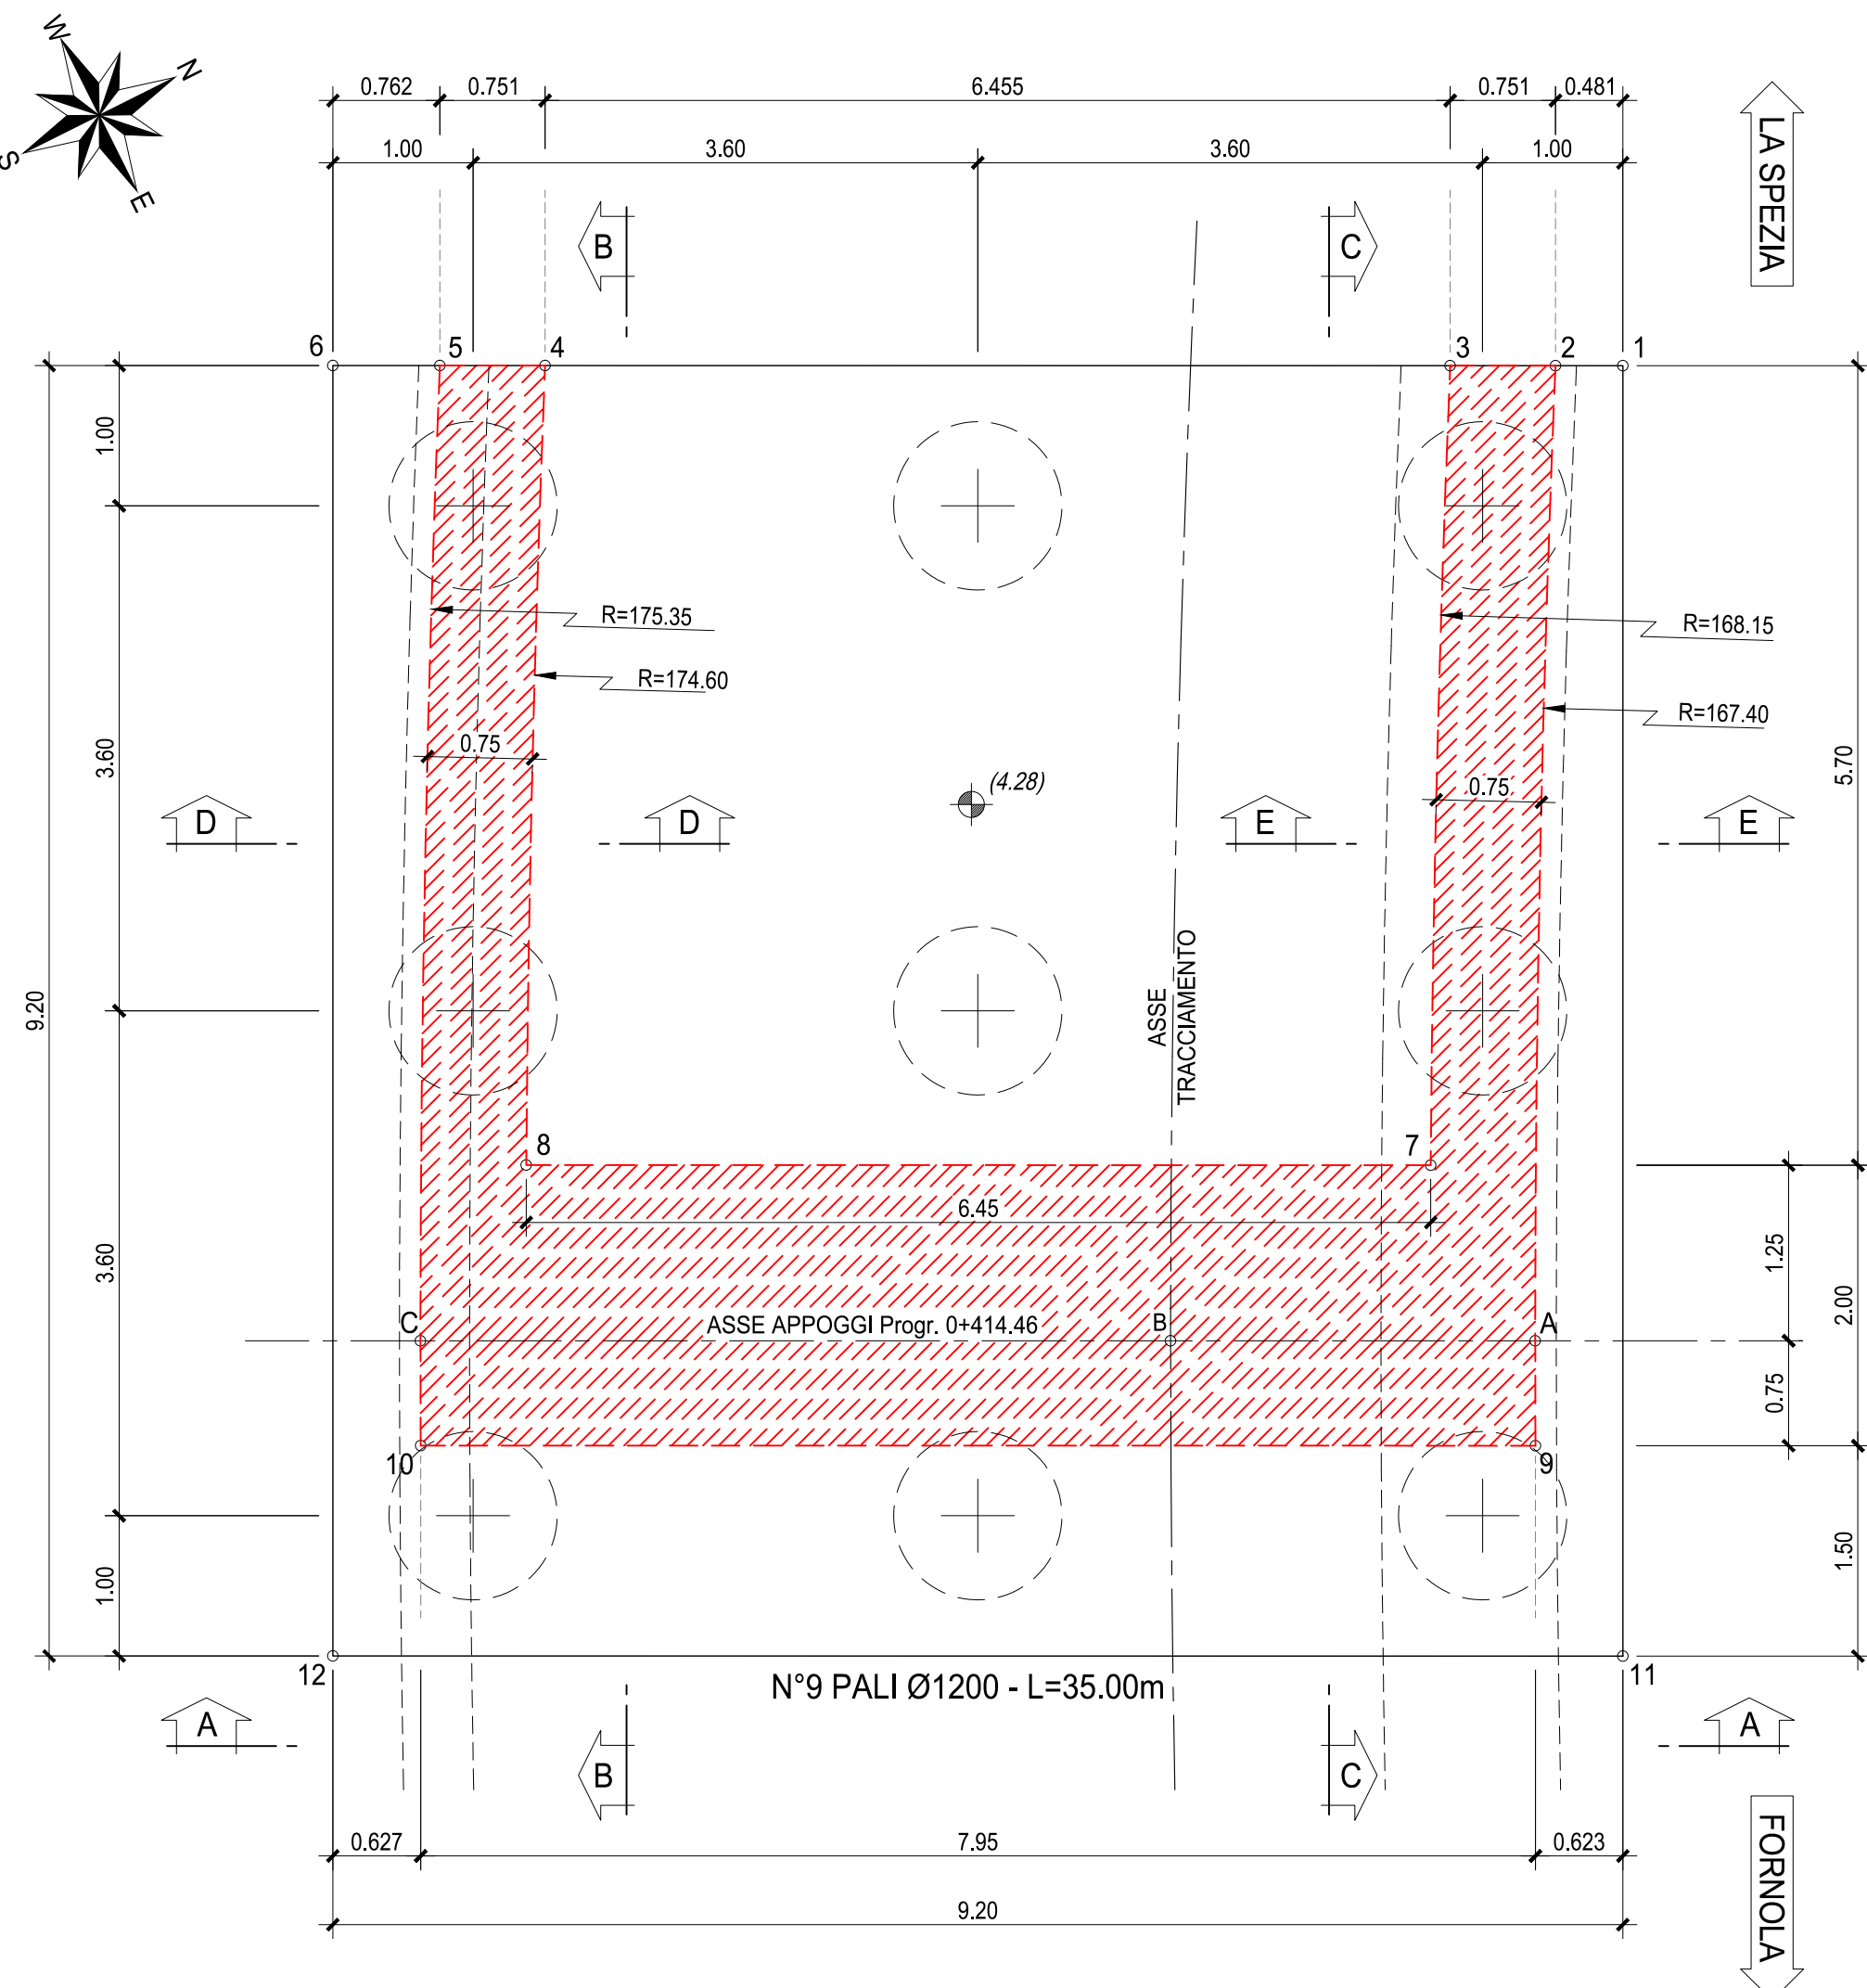 W
N
S
E
0.762
0.751
6.455
0.751
0.481
1.00
3.60
3.60
1.00
LA SPEZIA
B
C
6
5
4
3
2
1
1.00
R=175.35
R=168.15
R=174.60
R=167.40
0.75
0.75
3.60
5.70
(4.28)
D
D
E
E
9.20
ASSE
TRACCIAMENTO
8
7
6.45
3.60
1.25
2.00
C
ASSE APPOGGI Progr. 0+414.46
B
A
0.75
10
9
1.00
1.50
12
N°9 PALI Ø1200 - L=35.00m
11
A
A
B
C
0.627
7.95
0.623
9.20
FORNOLA